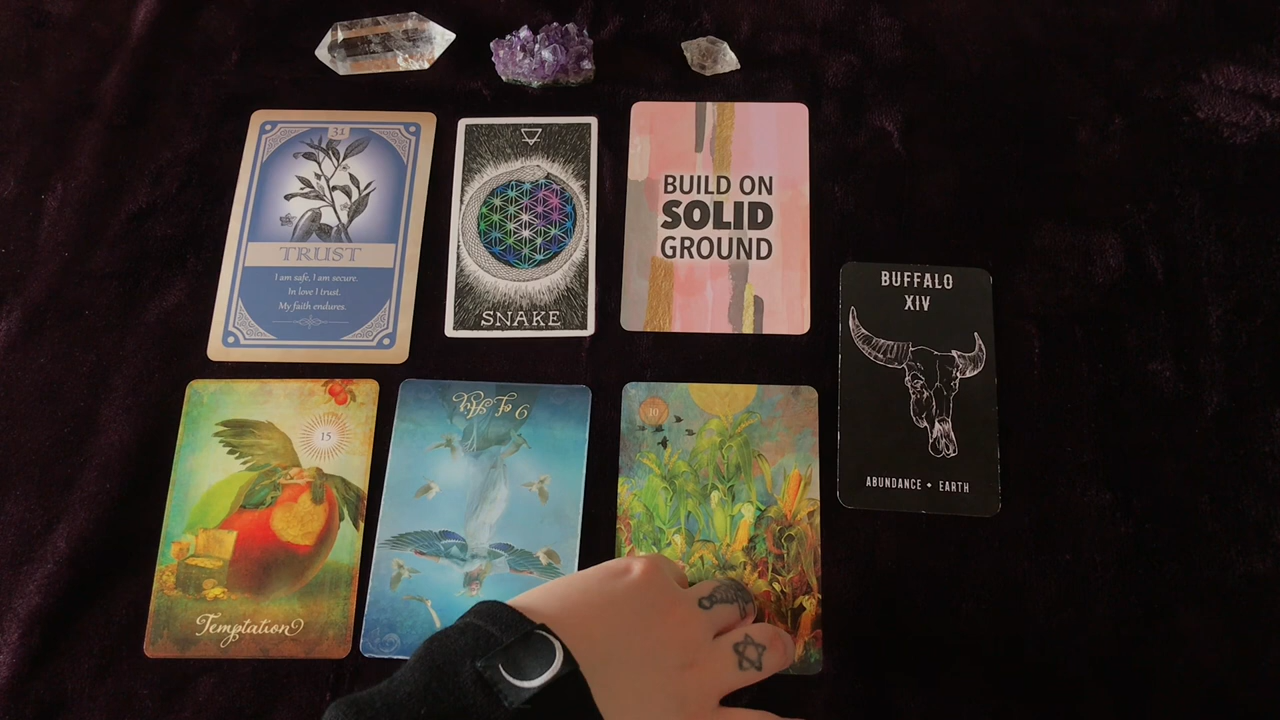 31
TRUST
I am safe, I am secure.
In love I trust.
My faith endures.
SNAKE
BUILD ON
SOLID
GROUND
BUFFALO
XIV
ABUNDANCE • EARTH
15
Temptation
9 of Air
10